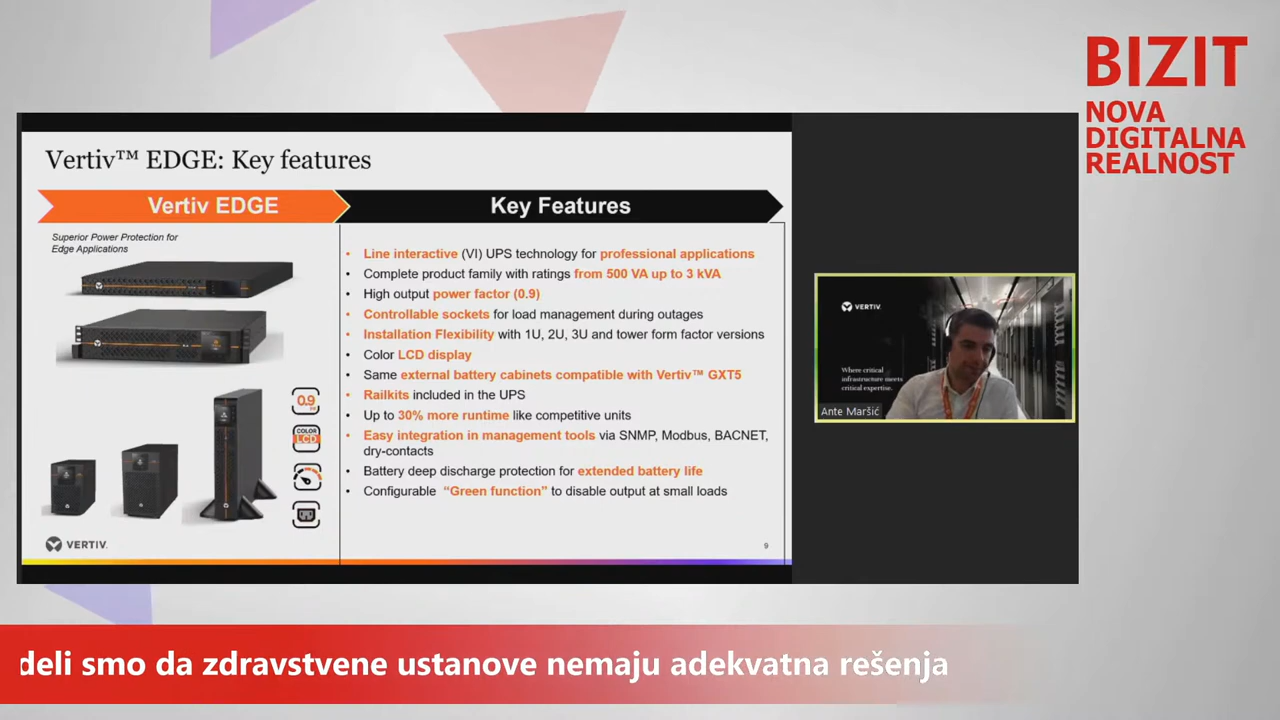 BIZIT
NOVA
DIGITALNA
REALNOST
Vertiv™ EDGE: Key features
Vertiv EDGE
Key Features
Superior Power Protection for
Edge Applications
• Line interactive (VI) UPS technology for professional applications
• Complete product family with ratings from 500 VA up to 3 kVA
• High output power factor (0.9)
• Controllable sockets for load management during outages
• Installation Flexibility with 1U, 2U, 3U and tower form factor versions
• Color LCD display
• Same external battery cabinets compatible with Vertiv™ GXT5
• Railkits included in the UPS
• Up to 30% more runtime like competitive units
• Easy integration in management tools via SNMP, Modbus, BACNET,
dry-contacts
• Battery deep discharge protection for extended battery life
• Configurable “Green function” to disable output at small loads
0.9
COLOR
LCD
VERTIV.
9
VERTIV
Where critical
infrastructure meets
critical expertise.
Ante Maršić
deli smo da zdravstvene ustanove nemaju adekvatna rešenja